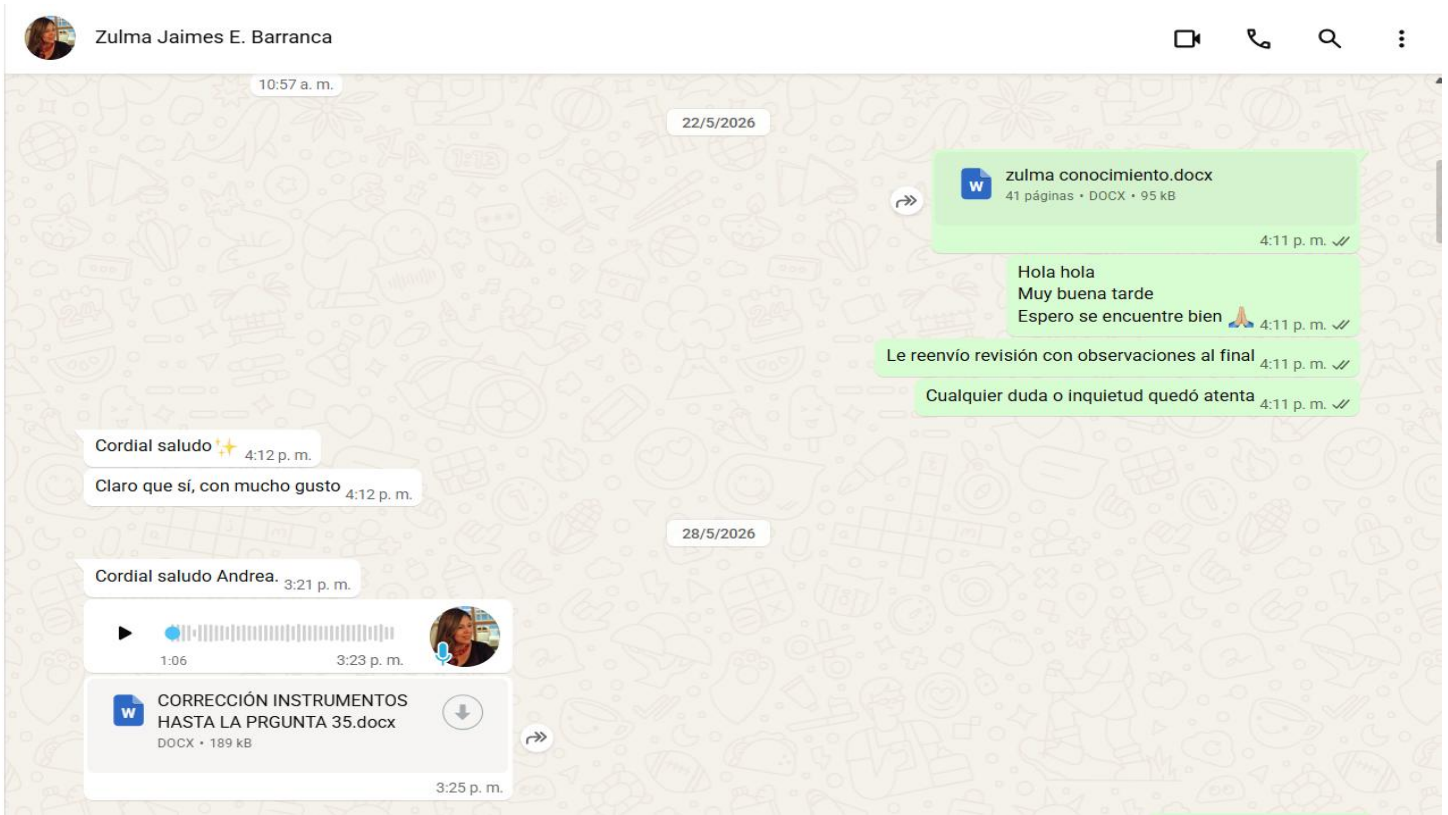 Zulma Jaimes E. Barranca
10:57 a. m.
22/5/2026
W
zulma conocimiento.docx
41 páginas • DOCX • 95 kB
4:11 p. m.
Hola hola
Muy buena tarde
Espero se encuentre bien 🙏🏼 4:11 p. m.
Le reenvío revisión con observaciones al final 4:11 p. m.
Cualquier duda o inquietud quedó atenta 4:11 p. m.
Cordial saludo✨ 4:12 p. m.
Claro que sí, con mucho gusto 4:12 p. m.
28/5/2026
Cordial saludo Andrea. 3:21 p. m.
1:06 3:23 p. m.
W
CORRECCIÓN INSTRUMENTOS
HASTA LA PRGUNTA 35.docx
DOCX • 189 kB
3:25 p. m.